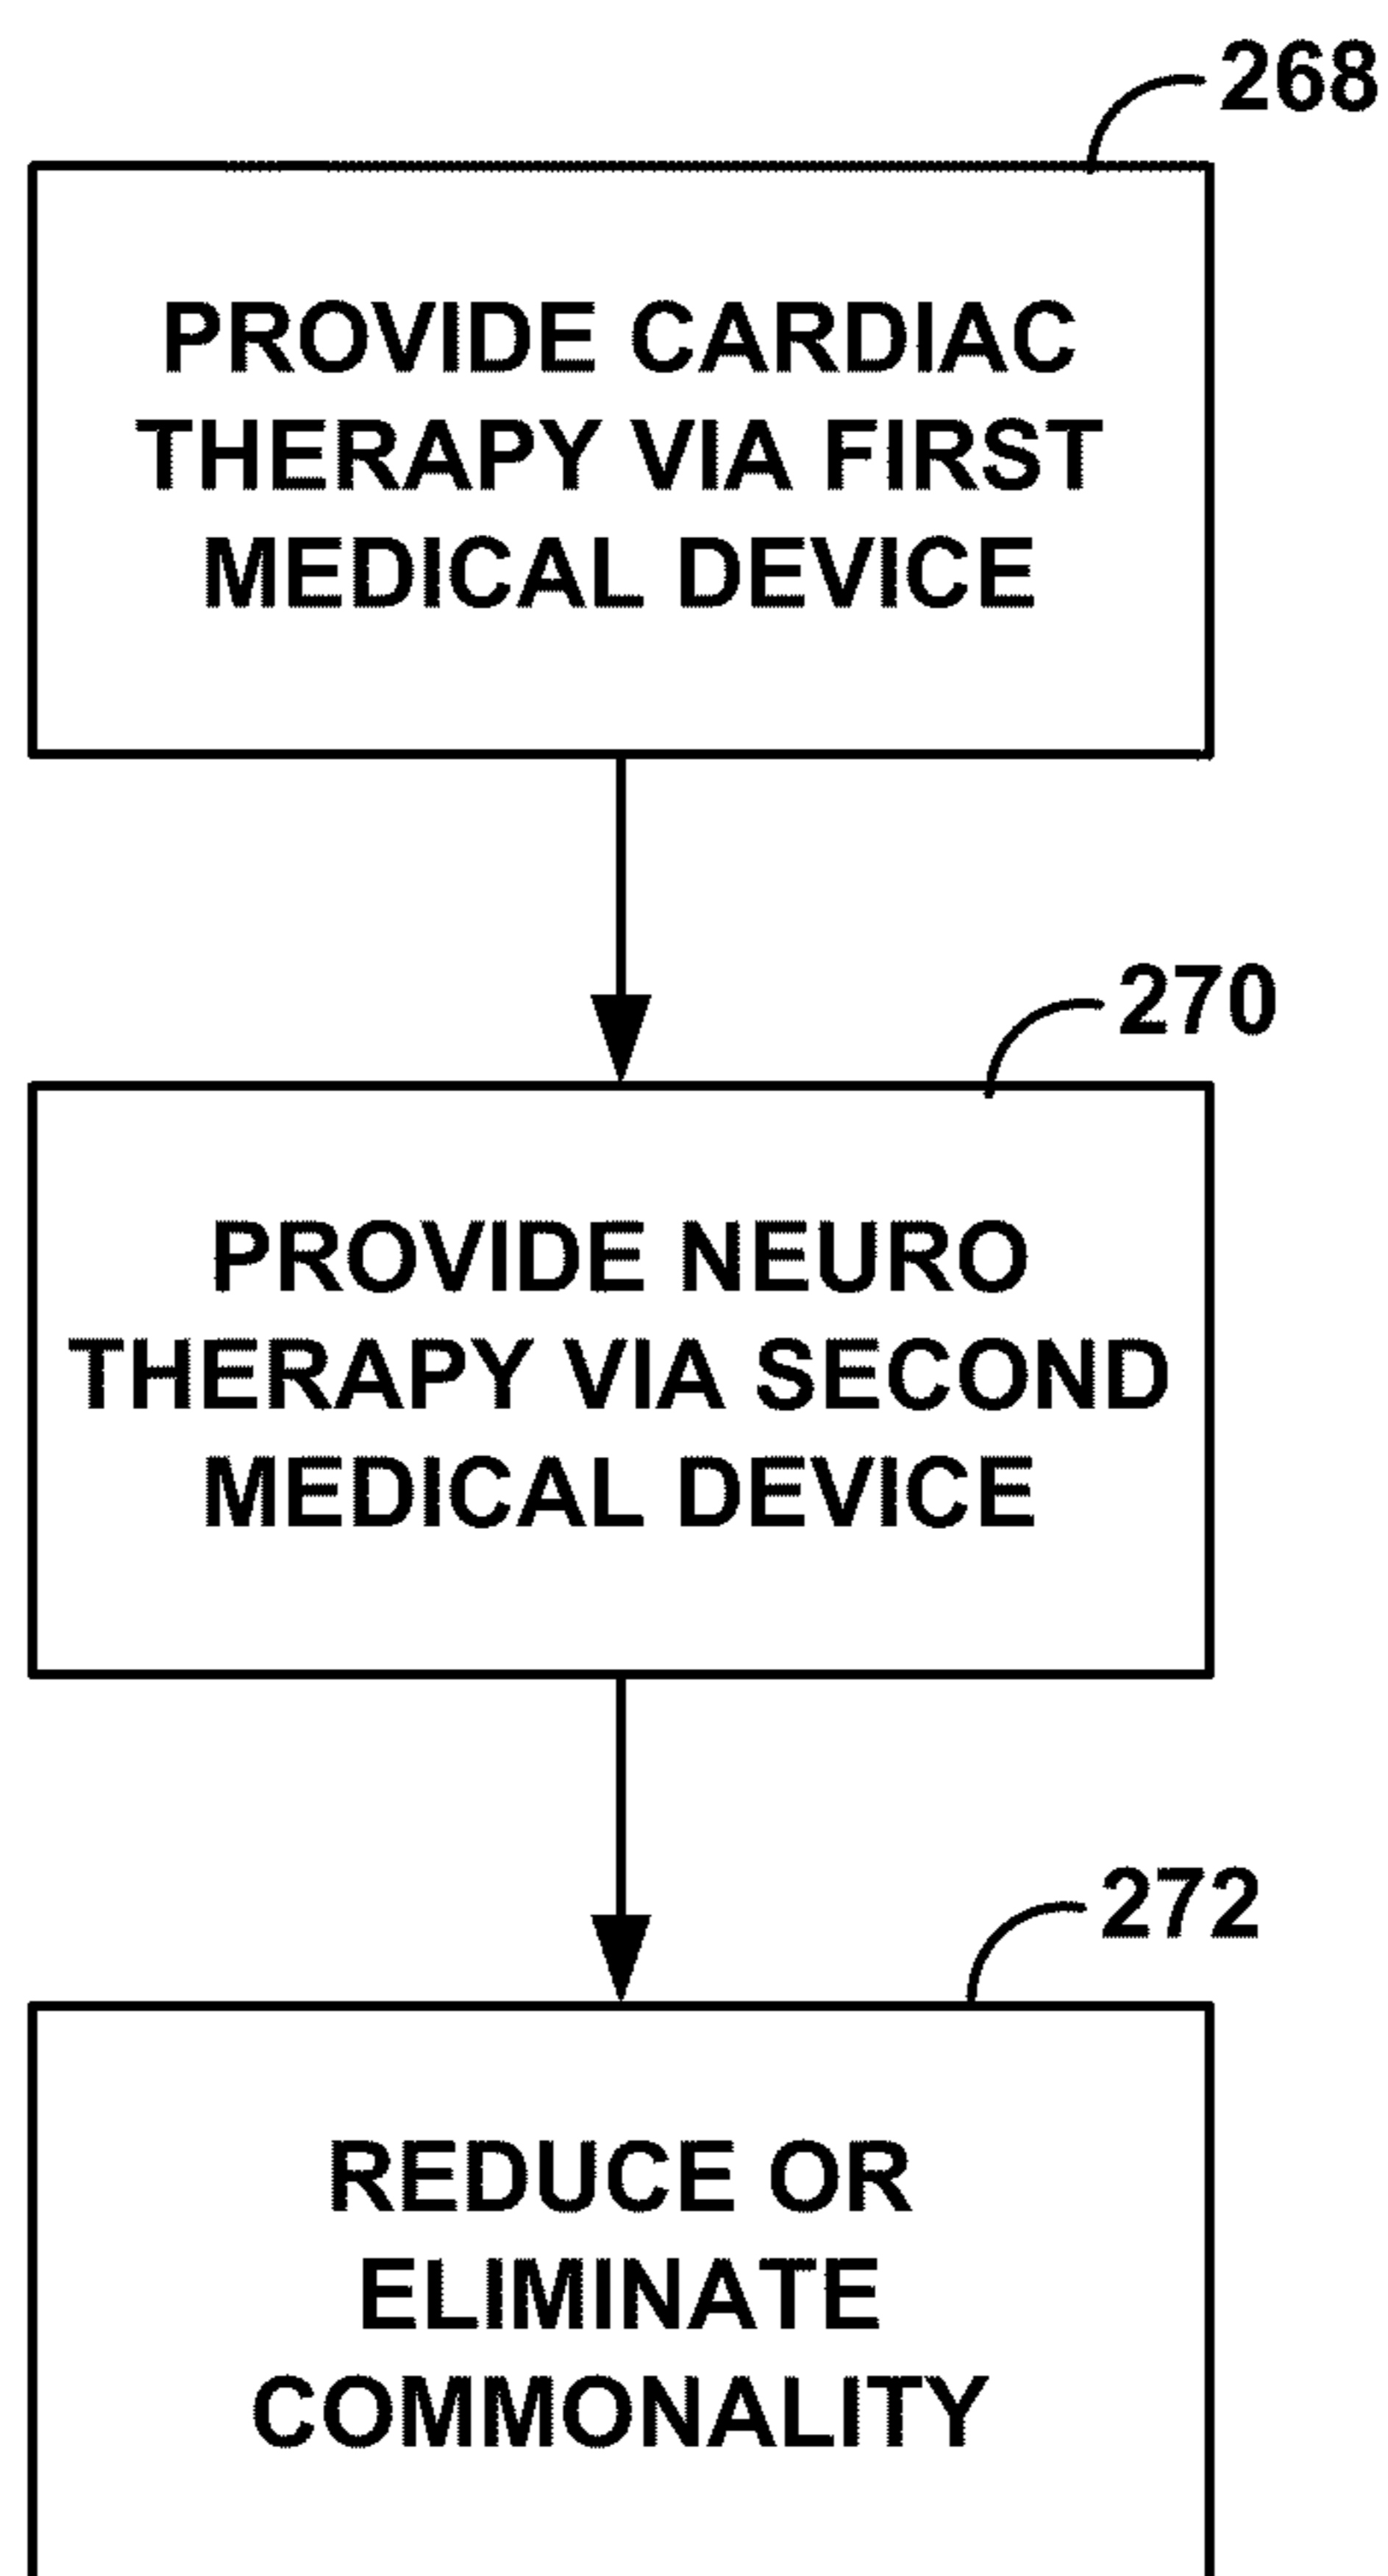 268
PROVIDE CARDIAC
THERAPY VIA FIRST
MEDICAL DEVICE
270
PROVIDE NEURO
THERAPY VIA SECOND
MEDICAL DEVICE
272
REDUCE OR
ELIMINATE
COMMONALITY